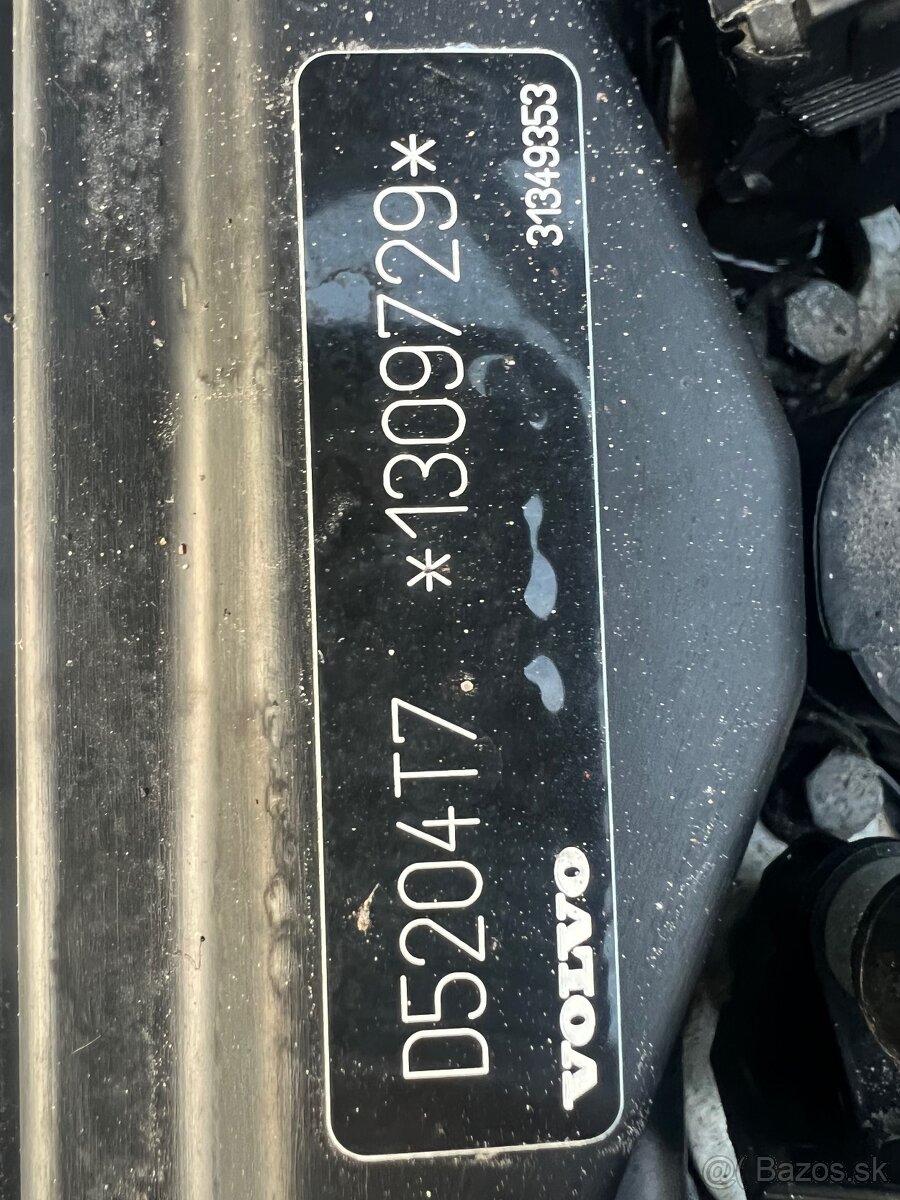 D5204T7 *1309729*
VOLVO 31349353
@ Bazos.sk